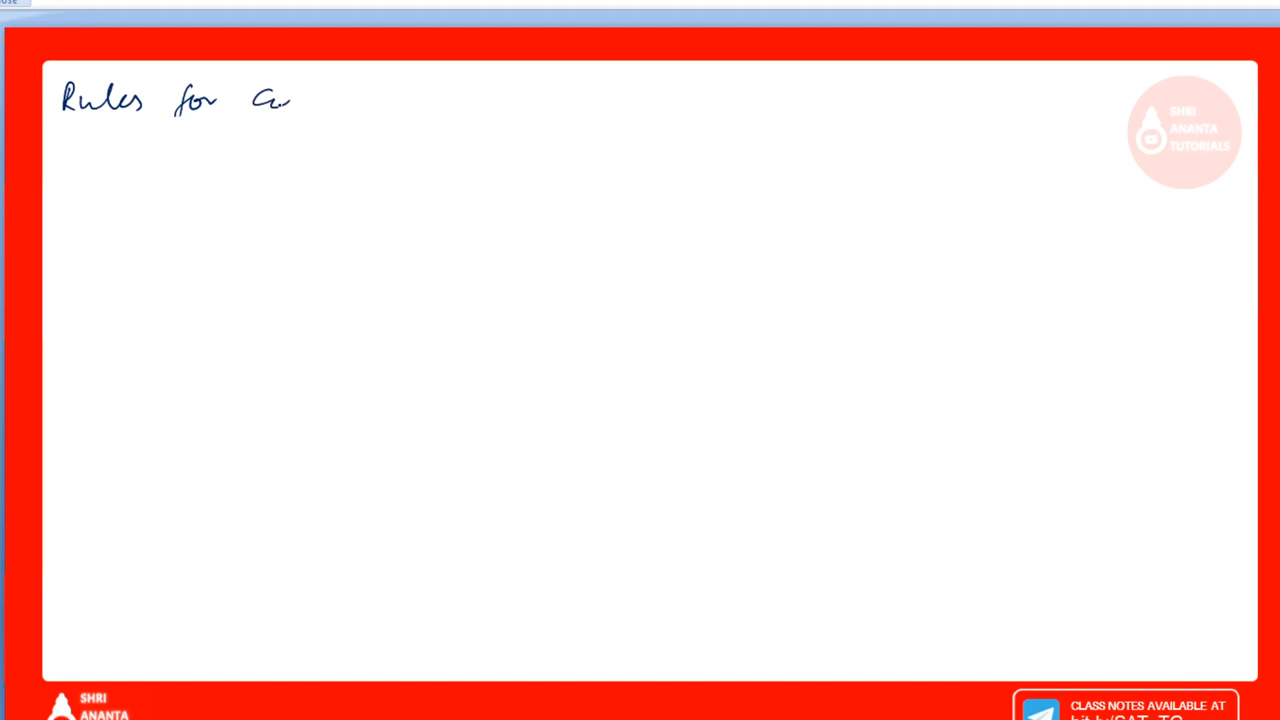 Rules for
SHRI
ANANTA
TUTORIALS
SHRI
ANANTA
CLASS NOTES AVAILABLE AT